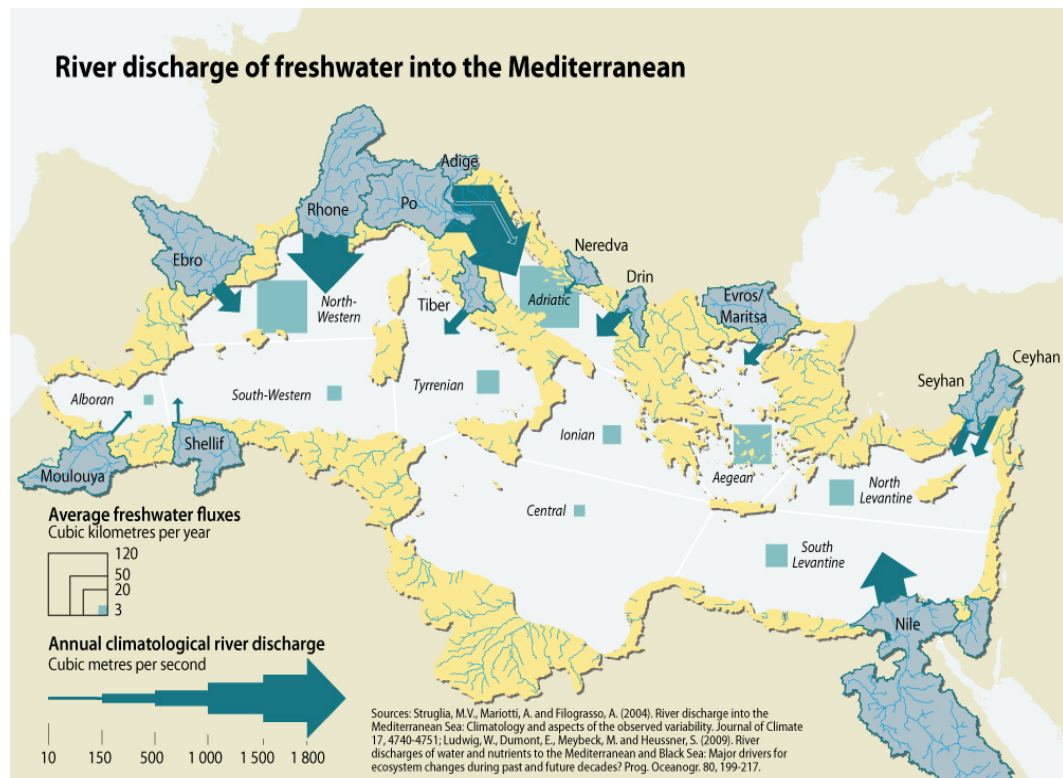 River discharge of freshwater into the Mediterranean
Adige
Rhone
Po
Ebro
Neredva
Drin
Evros/
Maritsa
Tiber
North-
Western
Adriatic
Ceyhan
Seyhan
Alboran
South-Western
Tyrrenian
Ionian
Aegean
Shellif
Moulouya
North
Levantine
Central
South
Levantine
Nile
Average freshwater fluxes
Cubic kilometres per year
120
50
20
3
Annual climatological river discharge
Cubic metres per second
10 150 500 1 000 1500 1 800
Sources: Struglia, M.V., Mariotti, A. and Filograsso, A. (2004). River discharge into the
Mediterranean Sea: Climatology and aspects of the observed variability. Journal of Climate
17, 4740-4751; Ludwig, W., Dumont, E., Meybeck, M. and Heussner, S. (2009). River
discharges of water and nutrients to the Mediterranean and Black Sea: Major drivers for
ecosystem changes during past and future decades? Prog. Oceanogr. 80, 199-217.